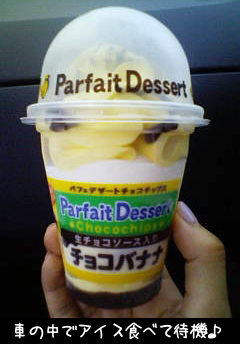 Parfait Dessert
パフェデザートチョコチップス
Parfait Dessert
Chocochips
生チョコソース入り
チョコバナナ
車の中でアイス食べて待機♪